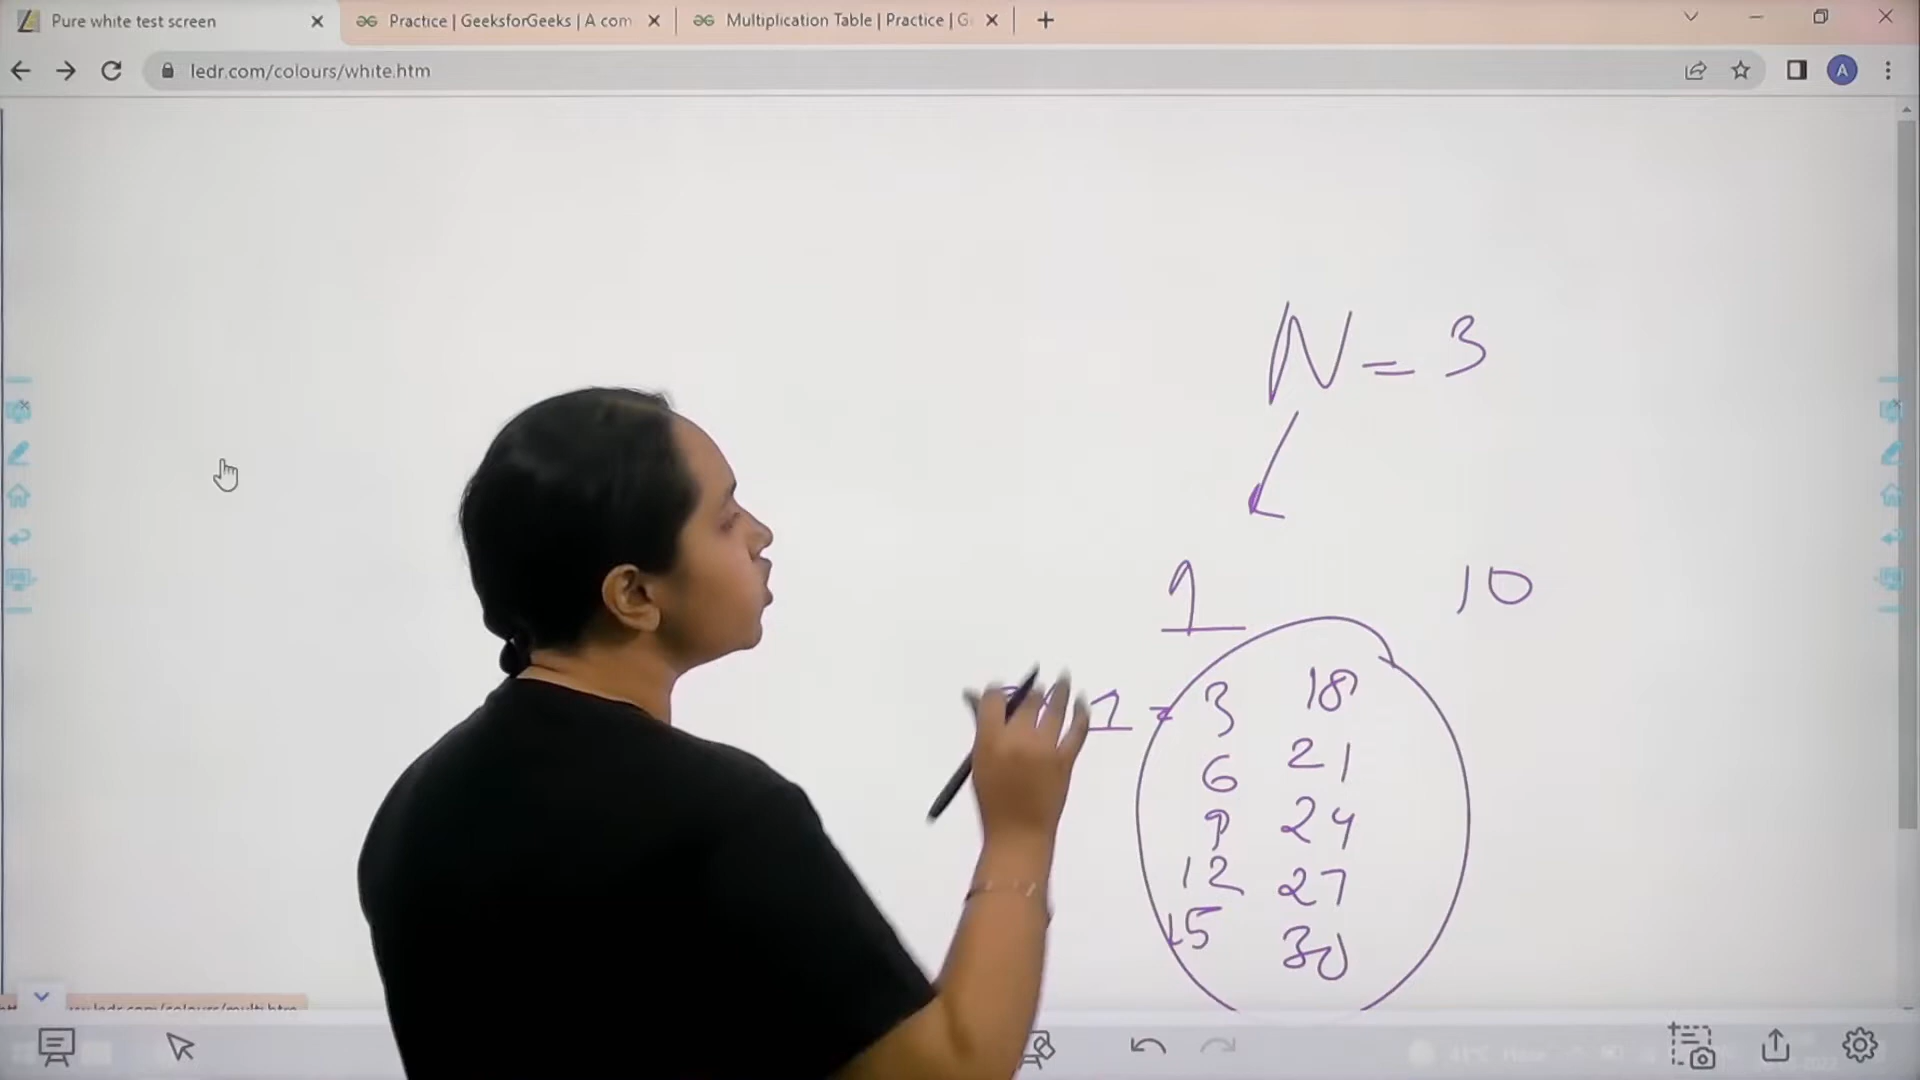 Pure white test screen
Practice | GeeksforGeeks | A com
Multiplication Table | Practice | G
ledr.com/colours/white.htm
A
N = 3
1 10
1 = 3 18
6 21
9 24
12 27
15 30